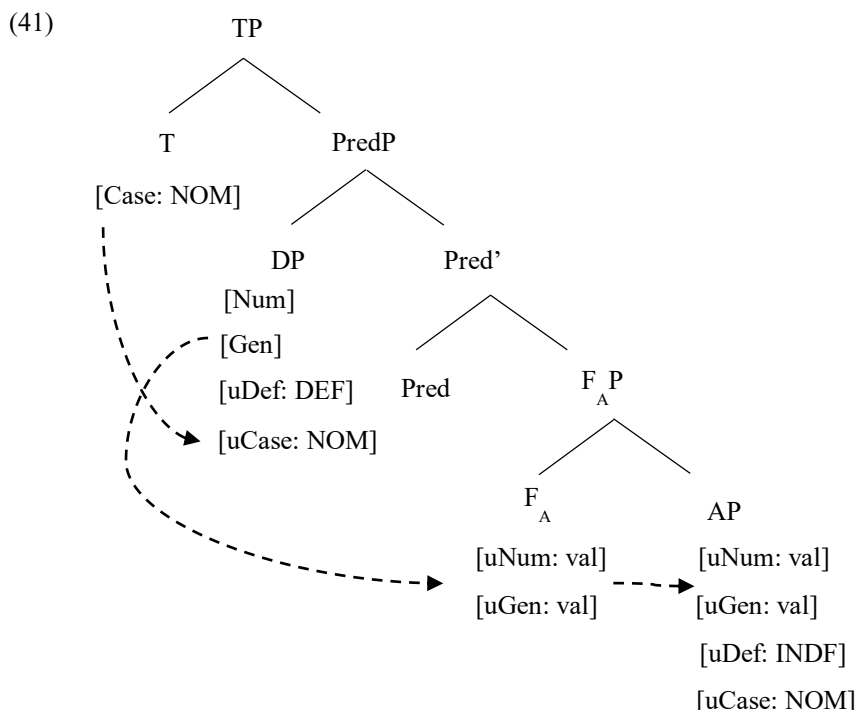 (41)
TP
T PredP
[Case: NOM]
DP Pred’
[Num]
[Gen]
[uDef: DEF] Pred FAP
[uCase: NOM]
FA AP
[uNum: val] [uNum: val]
[uGen: val] [uGen: val]
[uDef: INDF]
[uCase: NOM]